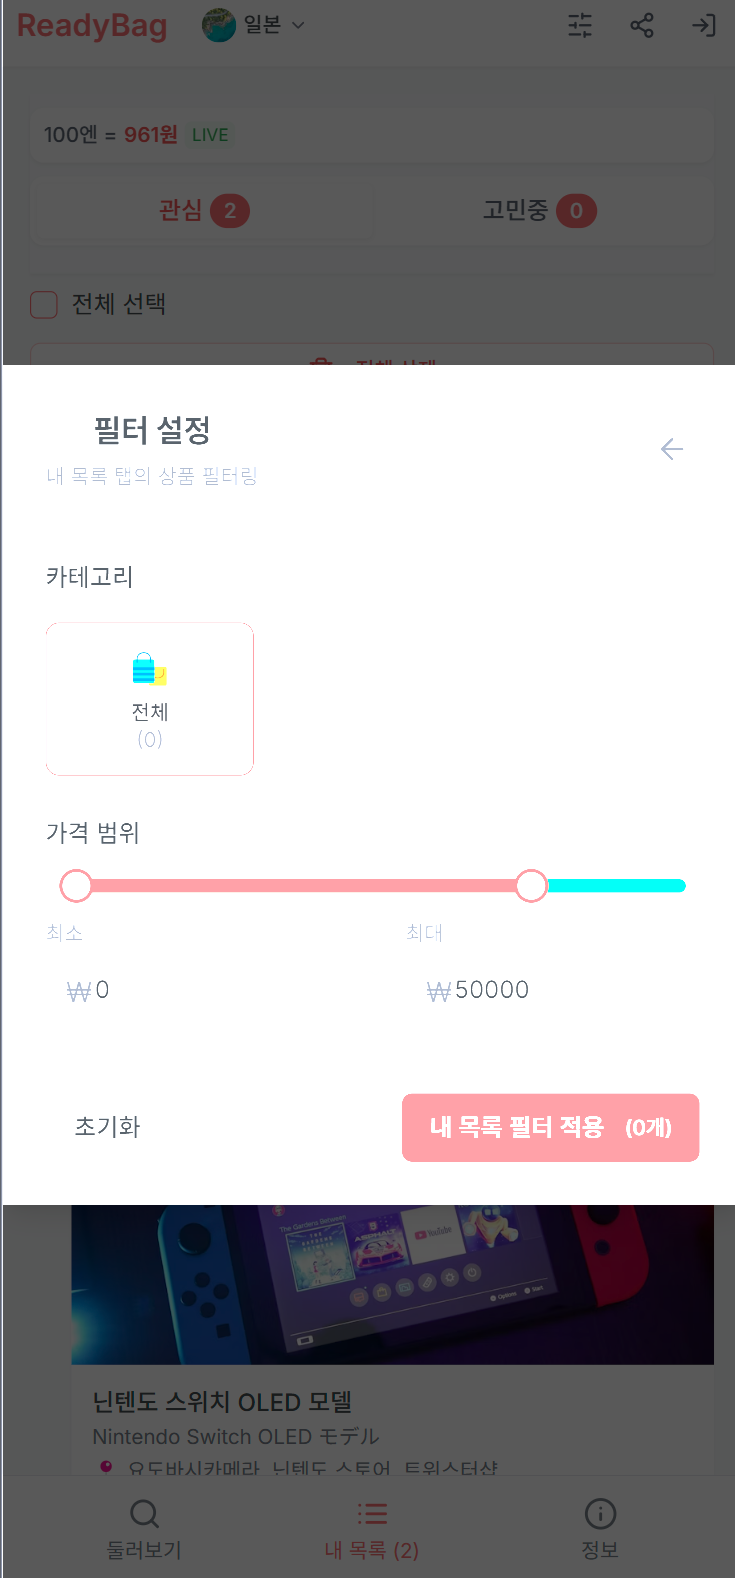 ReadyBag
일본
100엔 = 961원 LIVE
관심 2
고민중 0
전체 선택
필터 설정
내 목록 탭의 상품 필터링
카테고리
전체
(0)
가격 범위
최소
최대
₩0
₩50000
초기화
내 목록 필터 적용 (0개)
The Gardens Between
YouTube
Options
Start
닌텐도 스위치 OLED 모델
Nintendo Switch OLED モデル
요도바시카메라, 닌텐도 스토어, 트위스터샵
둘러보기
내 목록 (2)
정보